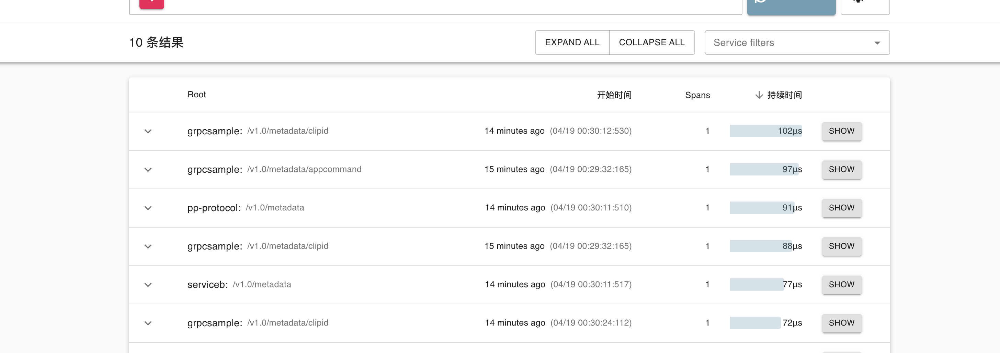 10 条结果 EXPAND ALL COLLAPSE ALL Service filters
Root 开始时间 Spans 持续时间
grpcsample: /v1.0/metadata/clipid 14 minutes ago (04/19 00:30:12:530) 1 102μs SHOW
grpcsample: /v1.0/metadata/appcommand 15 minutes ago (04/19 00:29:32:165) 1 97μs SHOW
pp-protocol: /v1.0/metadata 14 minutes ago (04/19 00:30:11:510) 1 91μs SHOW
grpcsample: /v1.0/metadata/clipid 15 minutes ago (04/19 00:29:32:165) 1 88μs SHOW
serviceb: /v1.0/metadata 14 minutes ago (04/19 00:30:11:517) 1 77μs SHOW
grpcsample: /v1.0/metadata/clipid 14 minutes ago (04/19 00:30:24:112) 1 72μs SHOW